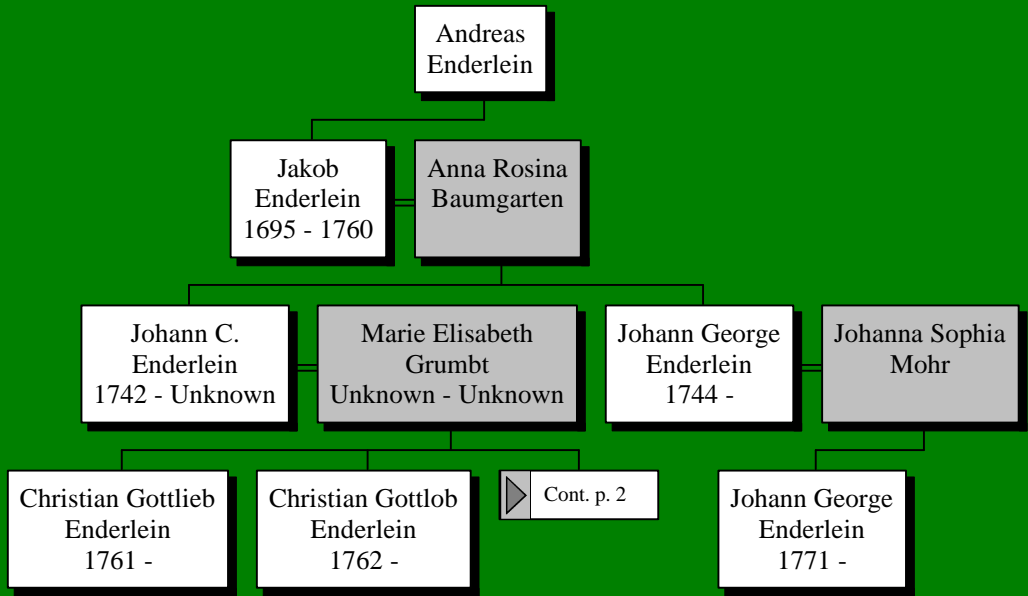 Andreas
Enderlein
Jakob
Enderlein
1695 - 1760
Anna Rosina
Baumgarten
Johann C.
Enderlein
1742 - Unknown
Marie Elisabeth
Grumbt
Unknown - Unknown
Johann George
Enderlein
1744 -
Johanna Sophia
Mohr
Christian Gottlieb
Enderlein
1761 -
Christian Gottlob
Enderlein
1762 -
Cont. p. 2
Johann George
Enderlein
1771 -